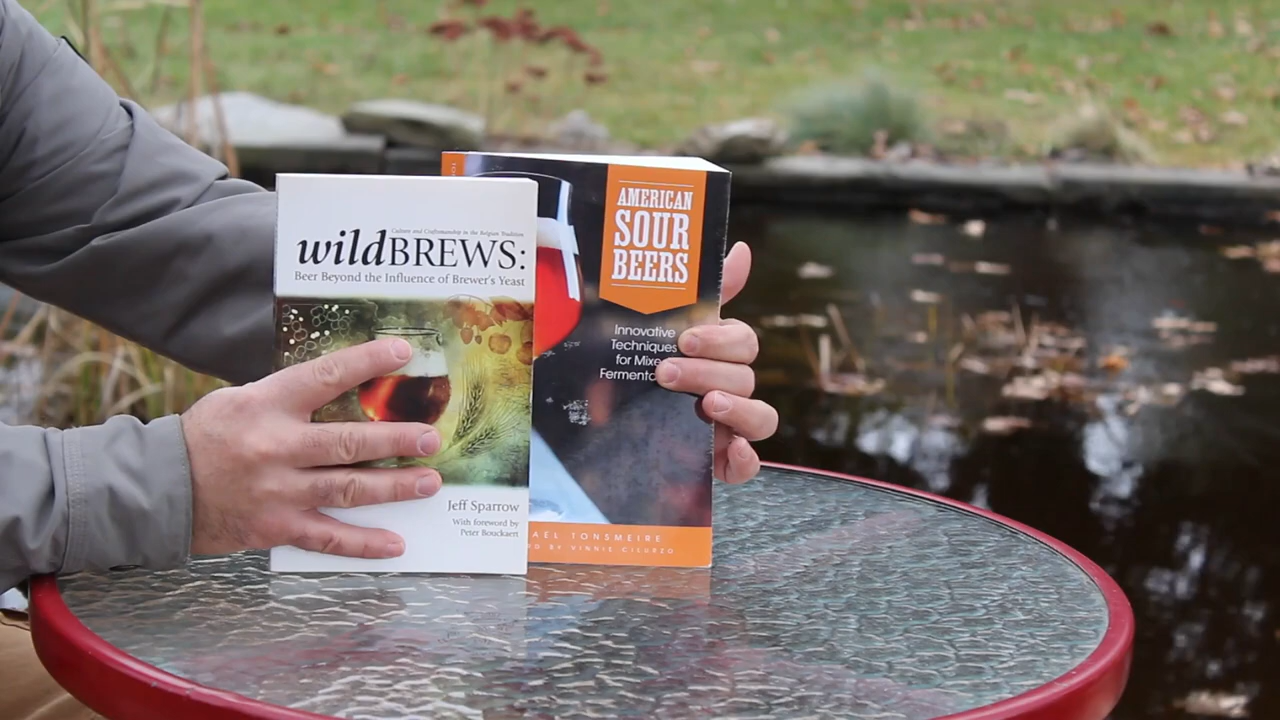 Culture and Craftsmanship in the Belgian Tradition
wildBREWS:
Beer Beyond the Influence of Brewer's Yeast
Jeff Sparrow
With foreword by
Peter Bouckaert
AMERICAN
SOUR
BEERS
Innovative
Techniques
for Mixe
Fermenta
AEL TONSMEIRE
BY VINNIE CILURZO